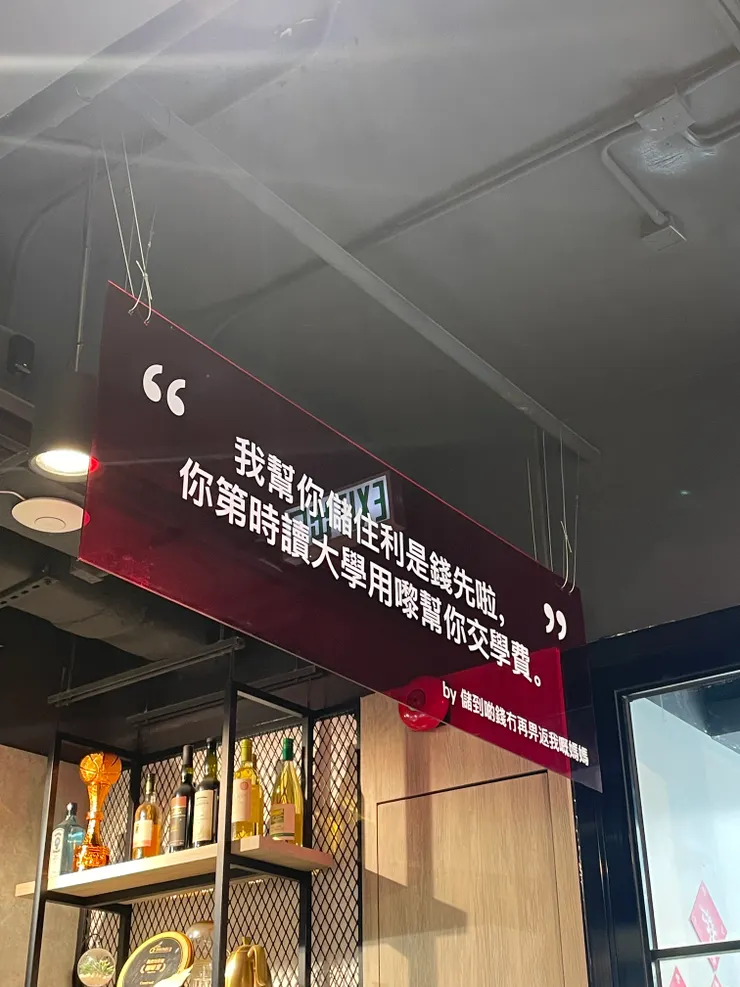 “
我幫你儲住利是錢先啦，
你第時讀大學用嚟幫你交學費。
”
by 儲到啲錢冇再畀返我嘅媽媽
EXIT